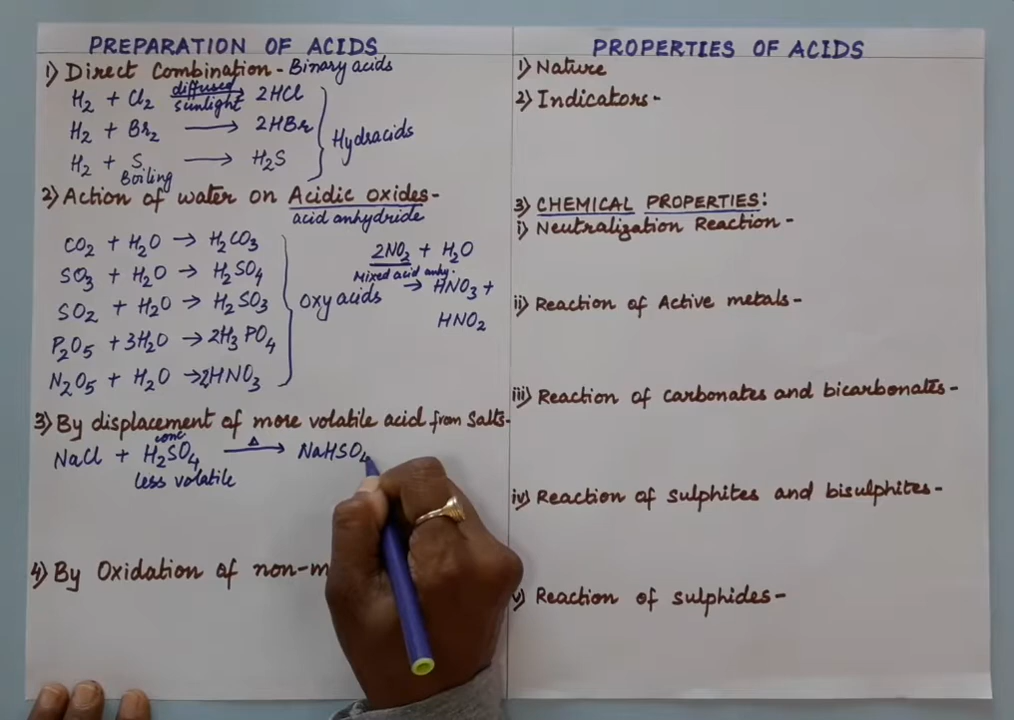 PREPARATION OF ACIDS
1) Direct Combination - Binary acids
H₂ + Cl₂ diffused sunlight → 2HCl
H₂ + Br₂ → 2HBr
H₂ + S → H₂S
Boiling
Hydracids
2) Action of water on Acidic oxides-
acid anhydride
CO₂ + H₂O → H₂CO₃
SO₃ + H₂O → H₂SO₄
SO₂ + H₂O → H₂SO₃
P₂O₅ + 3H₂O → 2H₃PO₄
N₂O₅ + H₂O → 2HNO₃
Oxyacids
2NO₂ + H₂O
Mixed acid anhy.
→ HNO₃ +
HNO₂
3) By displacement of more volatile acid from Salts-
conc
NaCl + H₂SO₄ Δ→ NaHSO₄
less volatile
4) By Oxidation of non-m
PROPERTIES OF ACIDS
1) Nature
2) Indicators-
3) CHEMICAL PROPERTIES:
i) Neutralization Reaction-
ii) Reaction of Active metals-
iii) Reaction of carbonates and bicarbonates-
iv) Reaction of sulphites and bisulphites-
v) Reaction of sulphides-